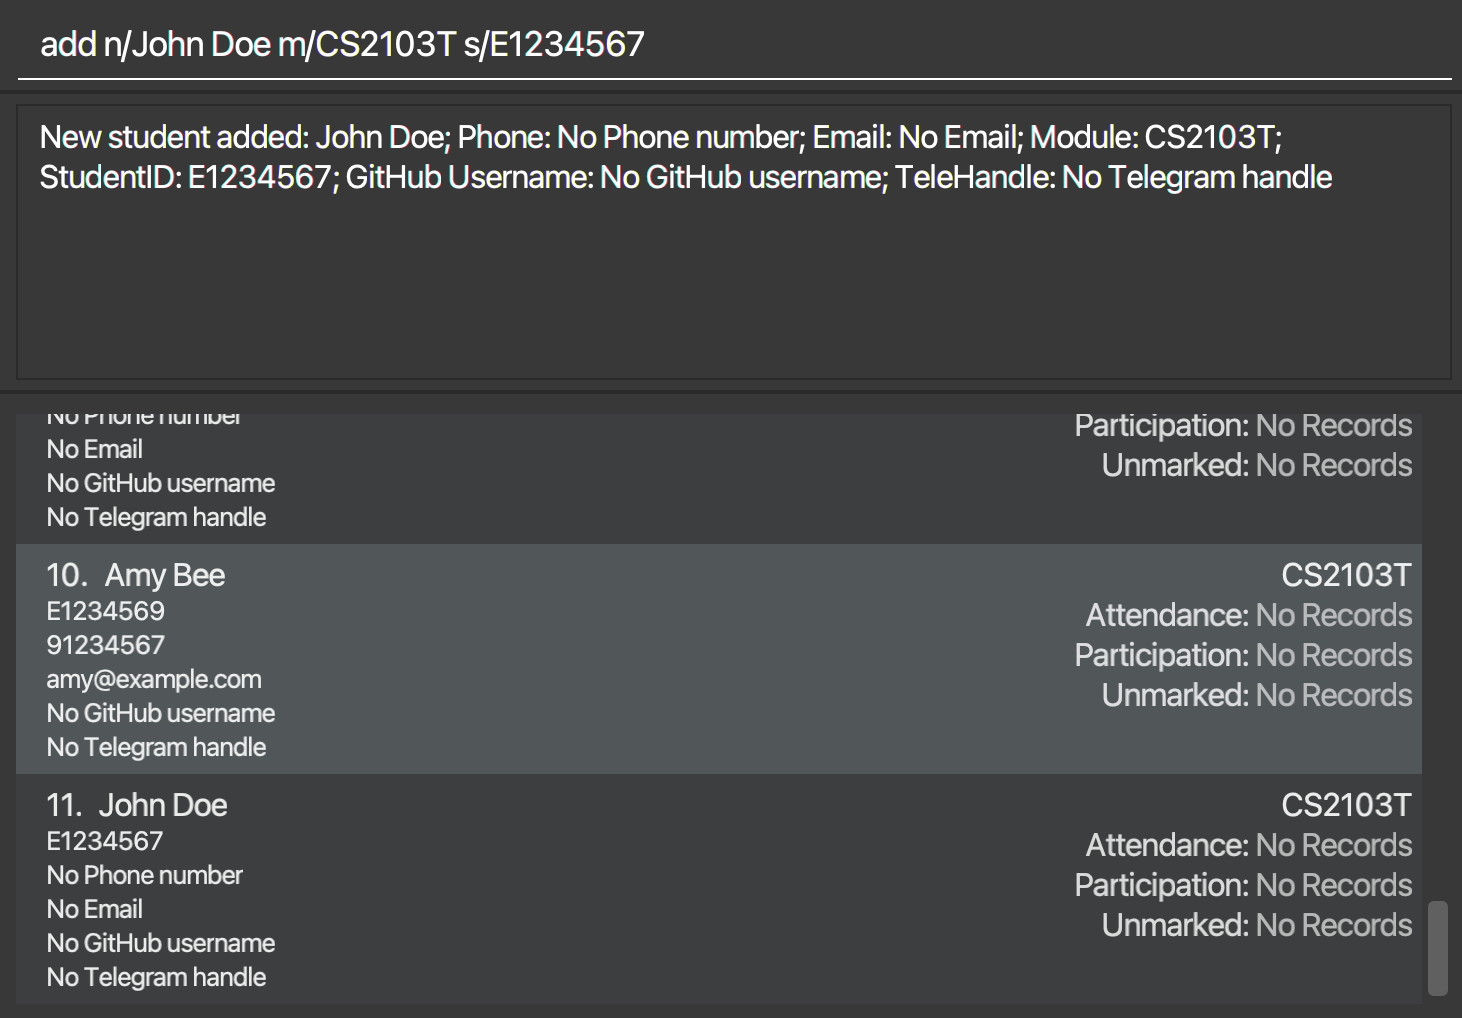 add n/John Doe m/CS2103T s/E1234567
New student added: John Doe; Phone: No Phone number; Email: No Email; Module: CS2103T;
StudentID: E1234567; GitHub Username: No GitHub username; TeleHandle: No Telegram handle
No Phone number
No Email
No GitHub username
No Telegram handle
Participation: No Records
Unmarked: No Records
10. Amy Bee
E1234569
91234567
amy@example.com
No GitHub username
No Telegram handle
CS2103T
Attendance: No Records
Participation: No Records
Unmarked: No Records
11. John Doe
E1234567
No Phone number
No Email
No GitHub username
No Telegram handle
CS2103T
Attendance: No Records
Participation: No Records
Unmarked: No Records